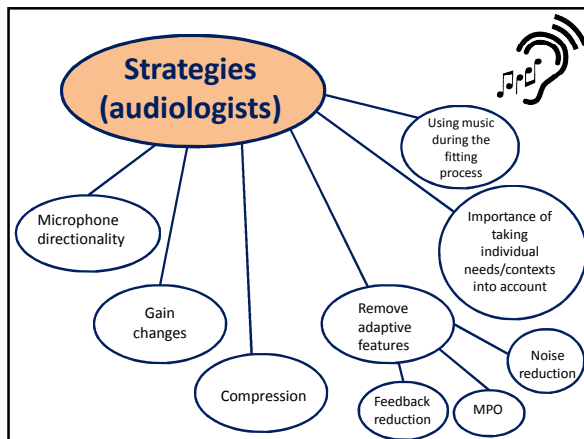 Strategies
(audiologists)
Using music
during the
fitting
process
Microphone
directionality
Importance of
taking
individual
needs/contexts
into account
Gain
changes
Remove
adaptive
features
Noise
reduction
Compression
Feedback
reduction
MPO